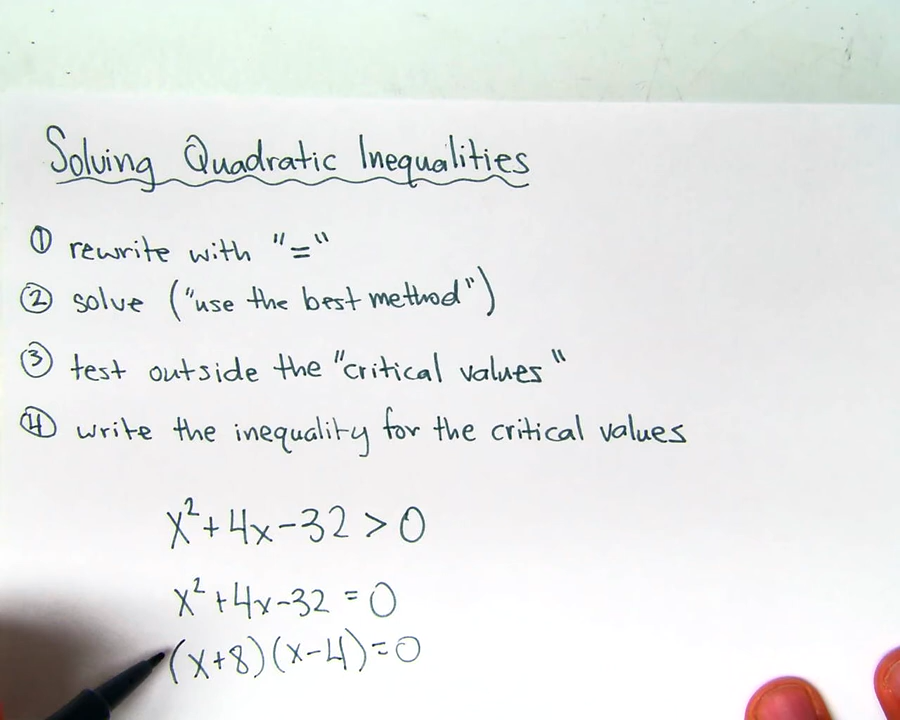 Solving Quadratic Inequalities
① rewrite with "="
② solve ("use the best method")
③ test outside the "critical values"
④ write the inequality for the critical values
x²+4x-32 > 0
x²+4x-32 = 0
(x+8)(x-4)=0